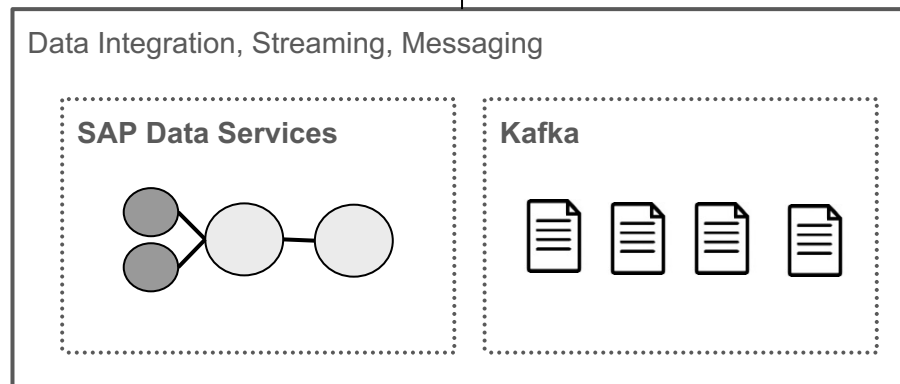 Data Integration, Streaming, Messaging
SAP Data Services
Kafka